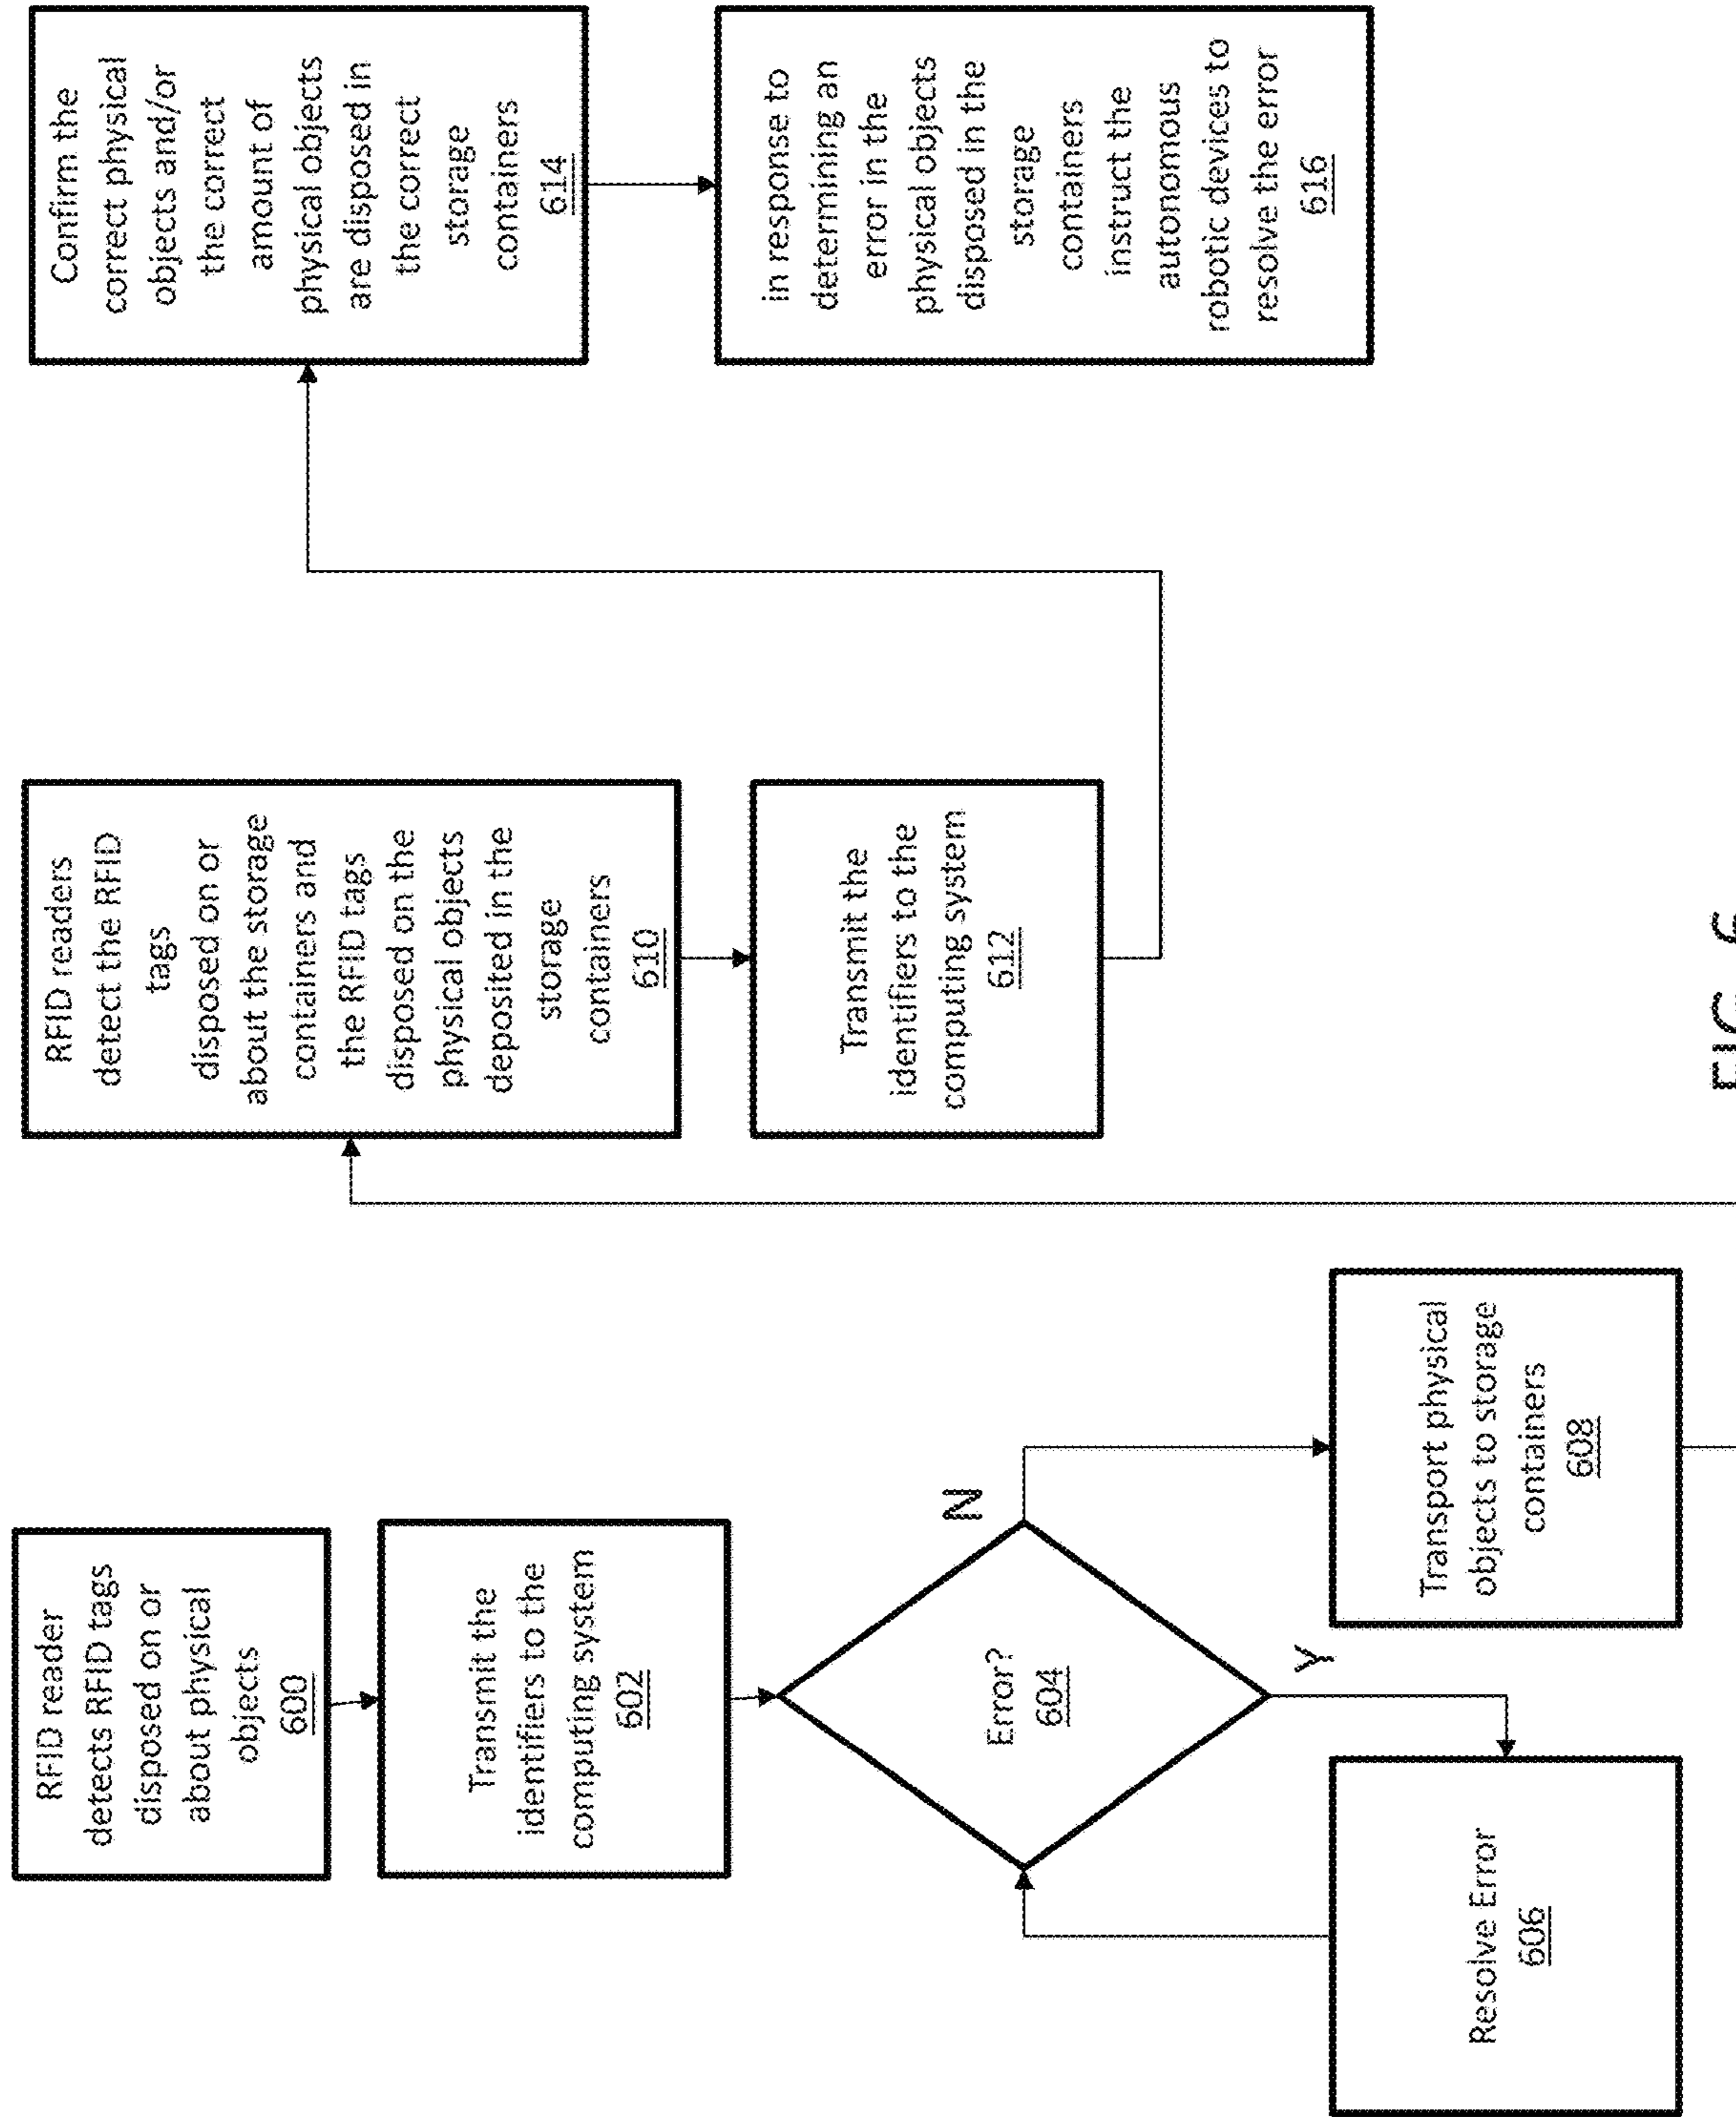 RFID reader
detects RFID tags
disposed on or
about physical
objects
600
Transmit the
identifiers to the
computing system
602
Error?
604
N
Y
Resolve Error
606
Transport physical
objects to storage
containers
608
RFID readers
detect the RFID
tags
disposed on or
about the storage
containers and
the RFID tags
disposed on the
physical objects
deposited in the
storage
containers
610
Transmit the
identifiers to the
computing system
612
Confirm the
correct physical
objects and/or
the correct
amount of
physical objects
are disposed in
the correct
storage
containers
614
in response to
determining an
error in the
physical objects
disposed in the
storage
containers
instruct the
autonomous
robotic devices to
resolve the error
616
FIG. 6